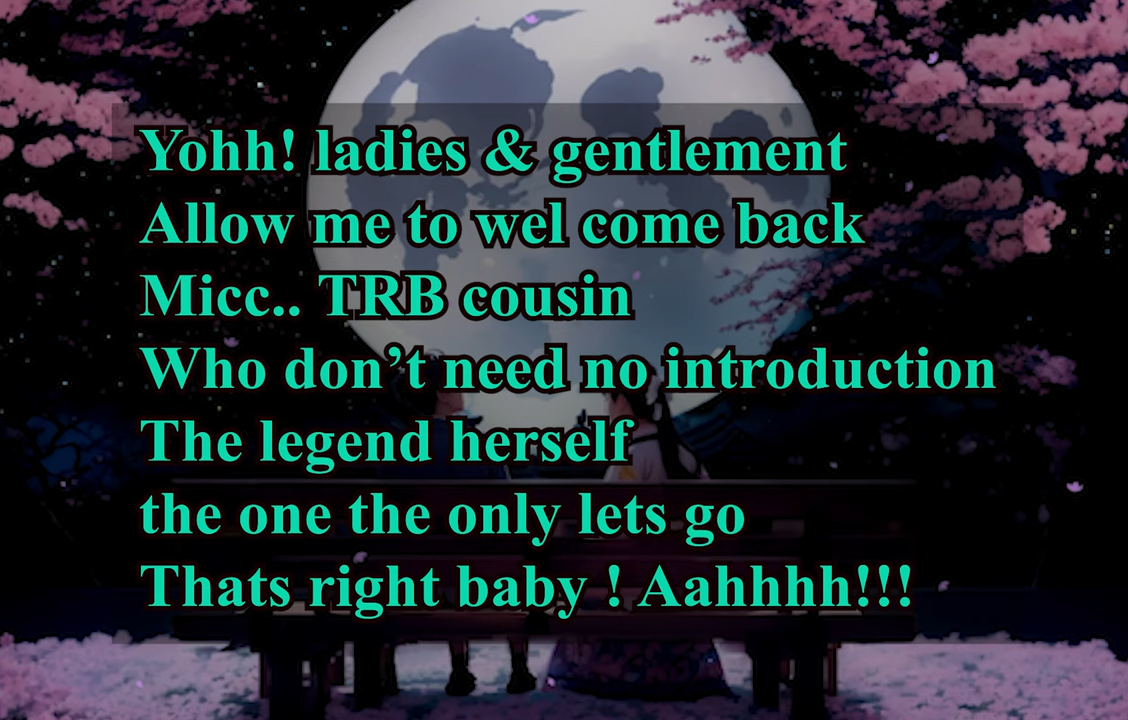 Yohh! ladies & gentlement
Allow me to wel come back
Micc.. TRB cousin
Who don’t need no introduction
The legend herself
the one the only lets go
Thats right baby ! Aahhhh!!!